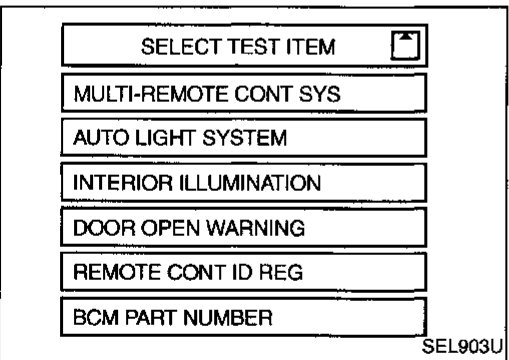 SELECT TEST ITEM
MULTI-REMOTE CONT SYS
AUTO LIGHT SYSTEM
INTERIOR ILLUMINATION
DOOR OPEN WARNING
REMOTE CONT ID REG
BCM PART NUMBER
SEL903U